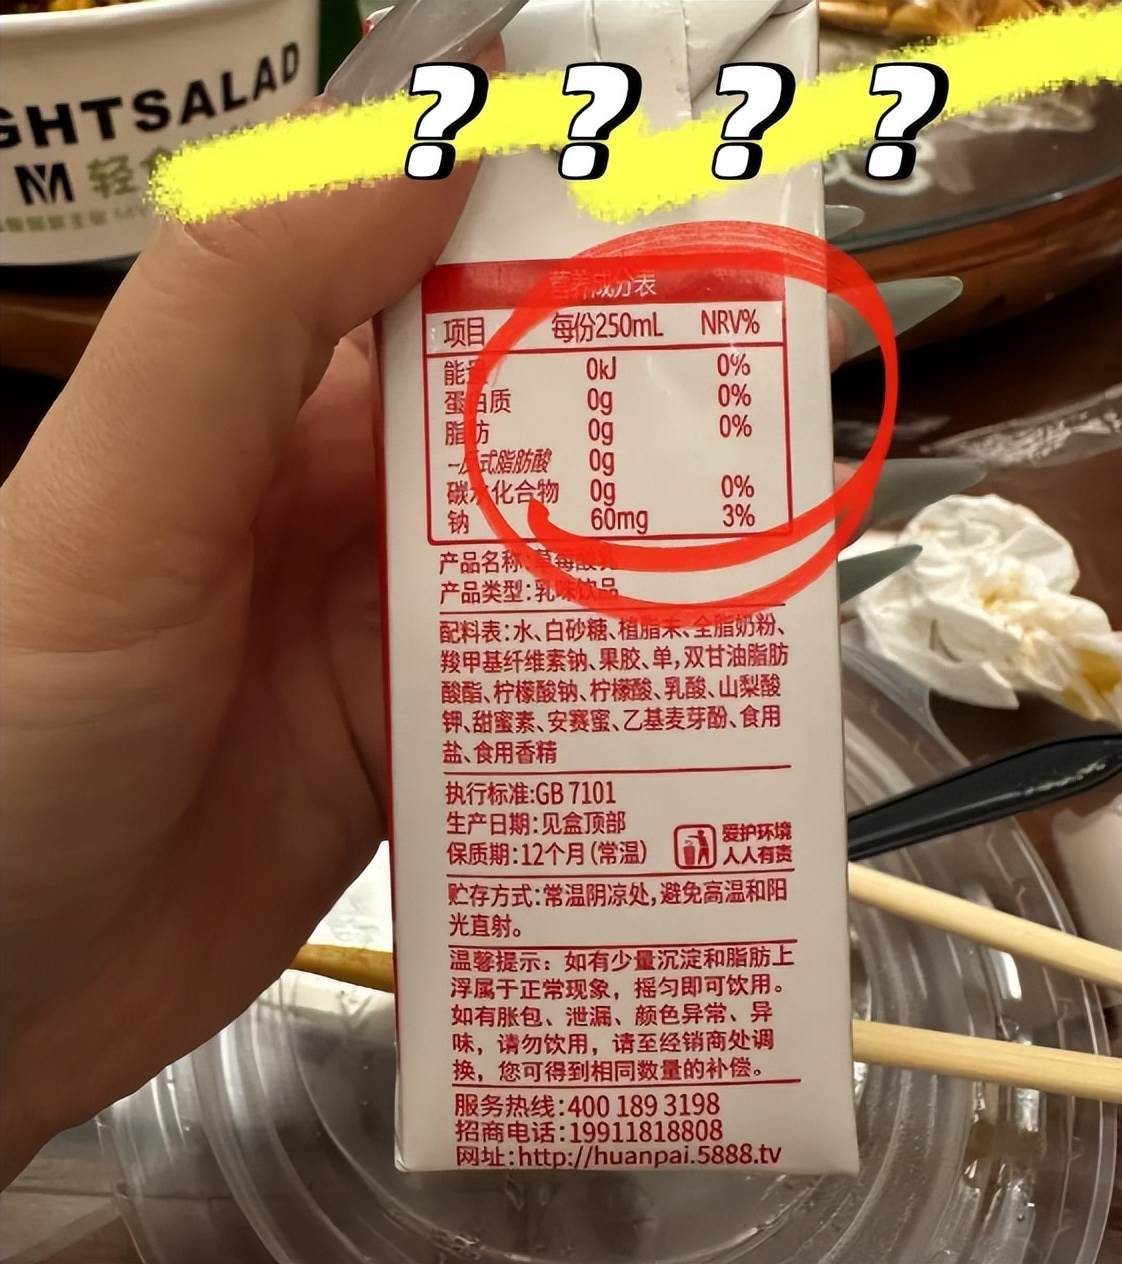 ? ? ? ?
GHTSALAD
轻食
营养成分表
项目 每份250mL NRV%
能量 0kJ 0%
蛋白质 0g 0%
脂肪 0g 0%
-反式脂肪酸 0g
碳水化合物 0g 0%
钠 60mg 3%
产品名称:草莓酸乳
产品类型:乳味饮品
配料表:水、白砂糖、植脂末、全脂奶粉、
羧甲基纤维素钠、果胶、单,双甘油脂肪
酸酯、柠檬酸钠、柠檬酸、乳酸、山梨酸
钾、甜蜜素、安赛蜜、乙基麦芽酚、食用
盐、食用香精
执行标准:GB 7101
生产日期:见盒顶部
保质期:12个月(常温)
爱护环境
人人有责
贮存方式:常温阴凉处,避免高温和阳
光直射。
温馨提示：如有少量沉淀和脂肪上
浮属于正常现象，摇匀即可饮用。
如有胀包、泄漏、颜色异常、异
味，请勿饮用，请至经销商处调
换，您可得到相同数量的补偿。
服务热线:400 189 3198
招商电话:19911818808
网址:http://huanpai.5888.tv